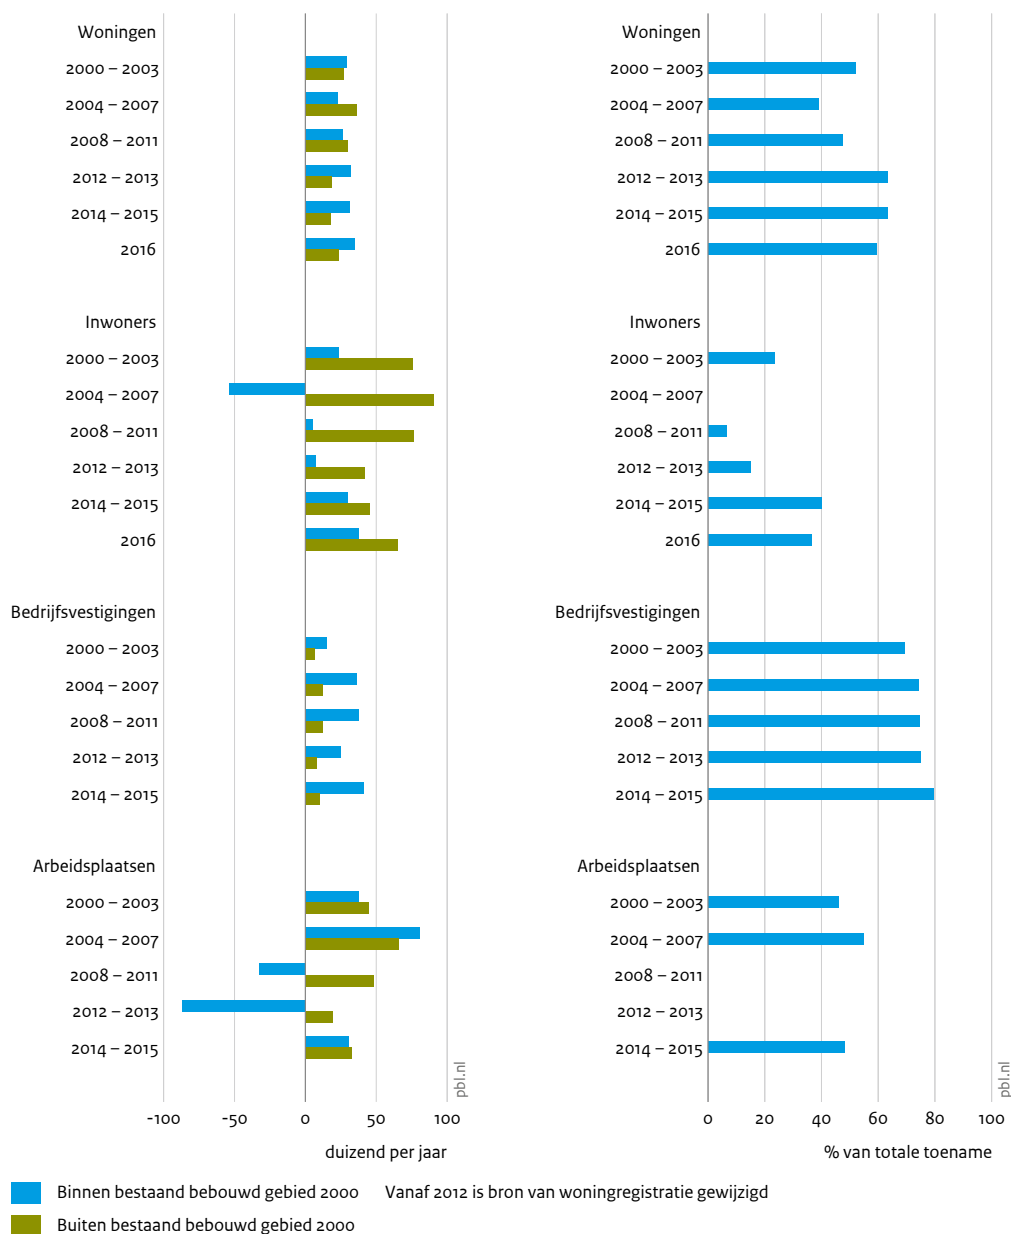 Woningen
2000 – 2003
2004 – 2007
2008 – 2011
2012 – 2013
2014 – 2015
2016
Inwoners
2000 – 2003
2004 – 2007
2008 – 2011
2012 – 2013
2014 – 2015
2016
Bedrijfsvestigingen
2000 – 2003
2004 – 2007
2008 – 2011
2012 – 2013
2014 – 2015
Arbeidsplaatsen
2000 – 2003
2004 – 2007
2008 – 2011
2012 – 2013
2014 – 2015
-100 -50 0 50 100
duizend per jaar
pbl.nl
Woningen
2000 – 2003
2004 – 2007
2008 – 2011
2012 – 2013
2014 – 2015
2016
Inwoners
2000 – 2003
2004 – 2007
2008 – 2011
2012 – 2013
2014 – 2015
2016
Bedrijfsvestigingen
2000 – 2003
2004 – 2007
2008 – 2011
2012 – 2013
2014 – 2015
Arbeidsplaatsen
2000 – 2003
2004 – 2007
2008 – 2011
2012 – 2013
2014 – 2015
0 20 40 60 80 100
% van totale toename
pbl.nl
Binnen bestaand bebouwd gebied 2000
Vanaf 2012 is bron van woningregistratie gewijzigd
Buiten bestaand bebouwd gebied 2000